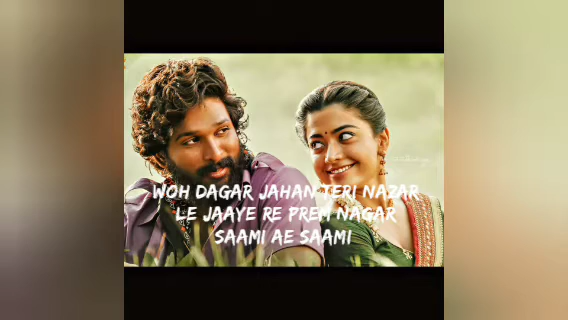 WOH DAGAR JAHAN TERI NAZAR
LE JAAYE RE PREM NAGAR
SAAMI AE SAAMI